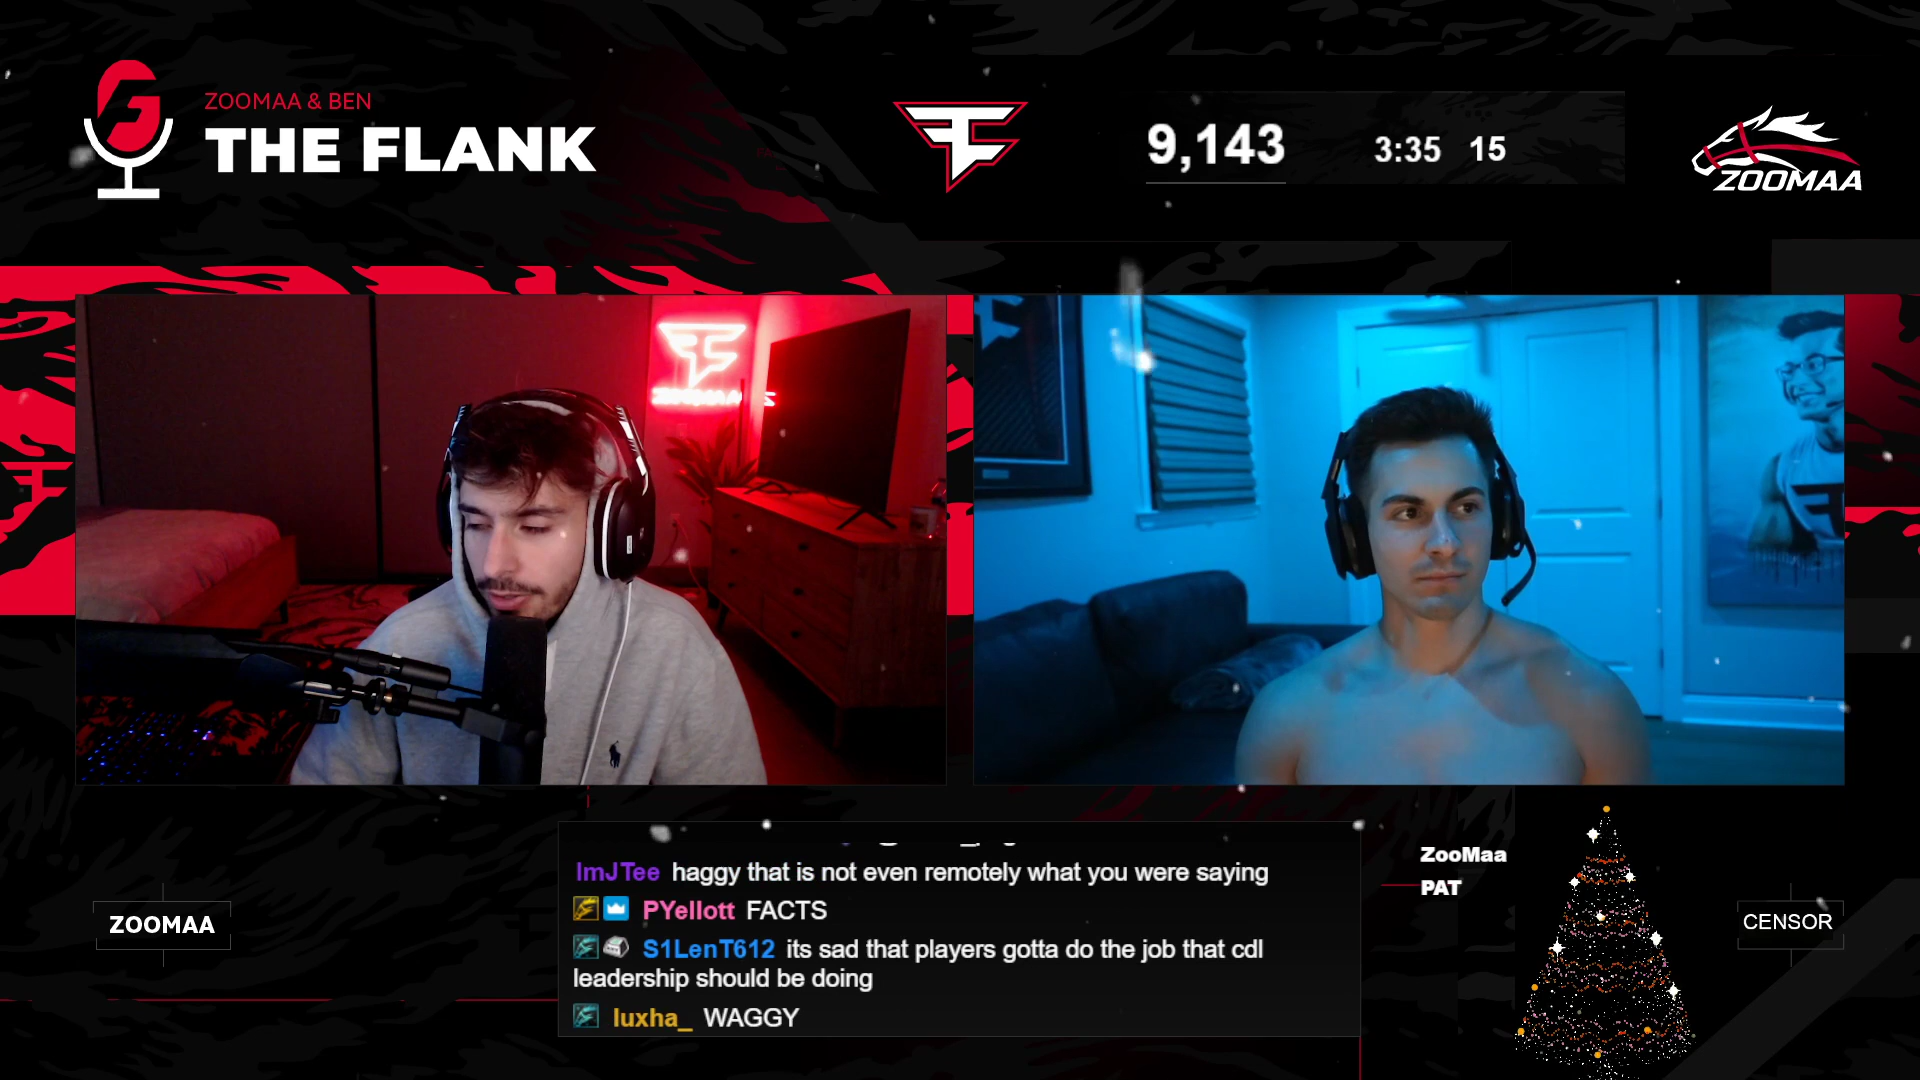 ZOOMAA & BEN
THE FLANK
9,143
3:35 15
ZOOMAA
ZOOMAA
ImJTee haggy that is not even remotely what you were saying
PYellott FACTS
S1LenT612 its sad that players gotta do the job that cdl
leadership should be doing
luxha_ WAGGY
ZooMaa
PAT
ZOOMAA
CENSOR